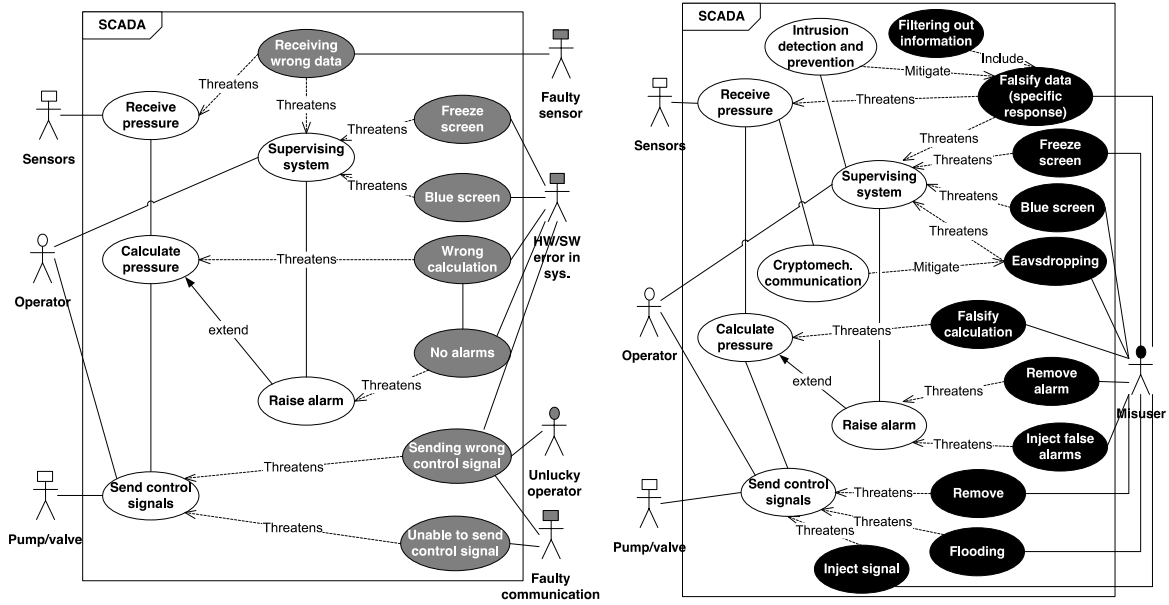 SCADA
Receiving
wrong data
Threatens
Threatens
Faulty
sensor
Receive
pressure
Sensors
Freeze
screen
Threatens
Supervising
system
Threatens
Blue screen
HW/SW
error in
sys.
Calculate
pressure
Threatens
Wrong
calculation
Operator
extend
No alarms
Threatens
Raise alarm
Sending wrong
control signal
Unlucky
operator
Threatens
Send control
signals
Pump/valve
Threatens
Unable to send
control signal
Faulty
communication
SCADA
Intrusion
detection and
prevention
Filtering out
information
Include
Mitigate
Falsify data
(specific
response)
Receive
pressure
Threatens
Sensors
Threatens
Freeze
screen
Threatens
Supervising
system
Threatens
Blue screen
Threatens
Cryptomech.
communication
Mitigate
Eavsdropping
Operator
Calculate
pressure
Threatens
Falsify
calculation
extend
Threatens
Remove
alarm
Misuser
Raise alarm
Threatens
Inject false
alarms
Send control
signals
Threatens
Remove
Pump/valve
Threatens
Threatens
Flooding
Inject signal